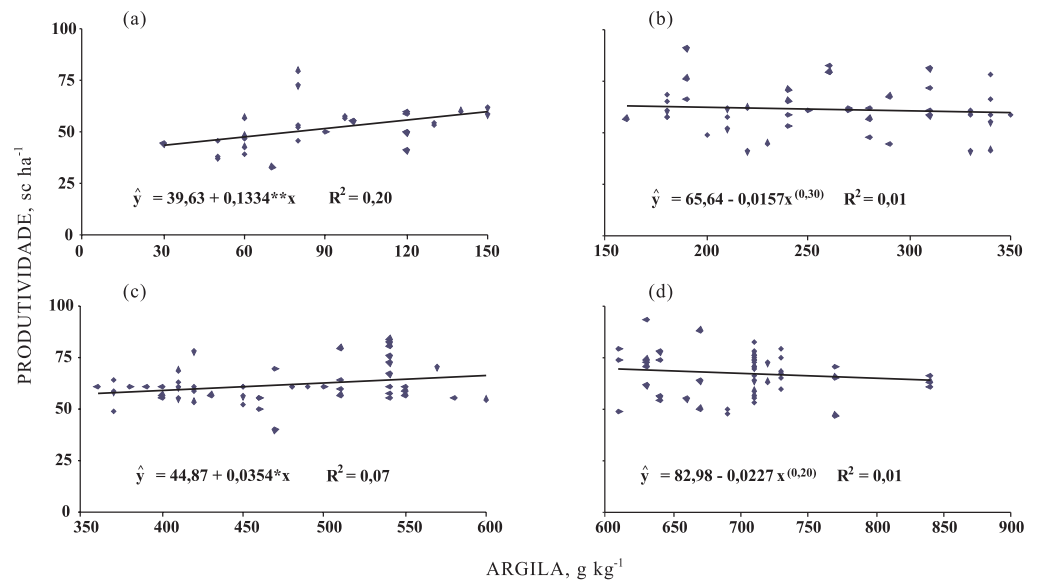 (a)
100
75
50
25
0
0 30 60 90 120 150
ŷ = 39,63 + 0,1334**x R² = 0,20
(b)
150 200 250 300 350
ŷ = 65,64 - 0,0157x(0,30) R² = 0,01
PRODUTIVIDADE, sc ha-1
(c)
100
75
50
25
0
350 400 450 500 550 600
ŷ = 44,87 + 0,0354*x R² = 0,07
(d)
600 650 710 750 800 850 900
ŷ = 82,98 - 0,0227 x(0,20) R² = 0,01
ARGILA, g kg-1